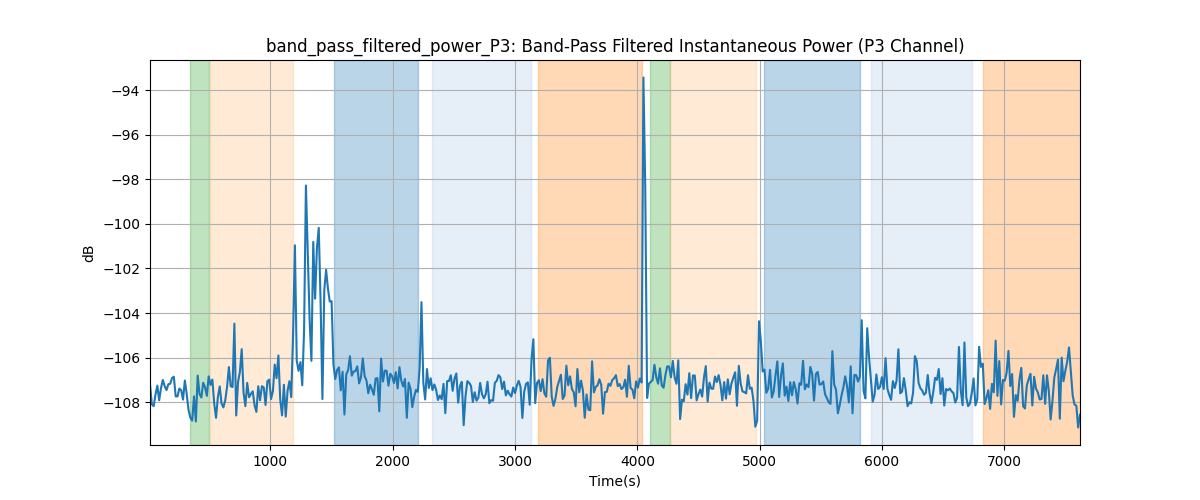 band_pass_filtered_power_P3: Band-Pass Filtered Instantaneous Power (P3 Channel)
−94
−96
−98
−100
−102
−104
−106
−108
dB
1000 2000 3000 4000 5000 6000 7000
Time(s)